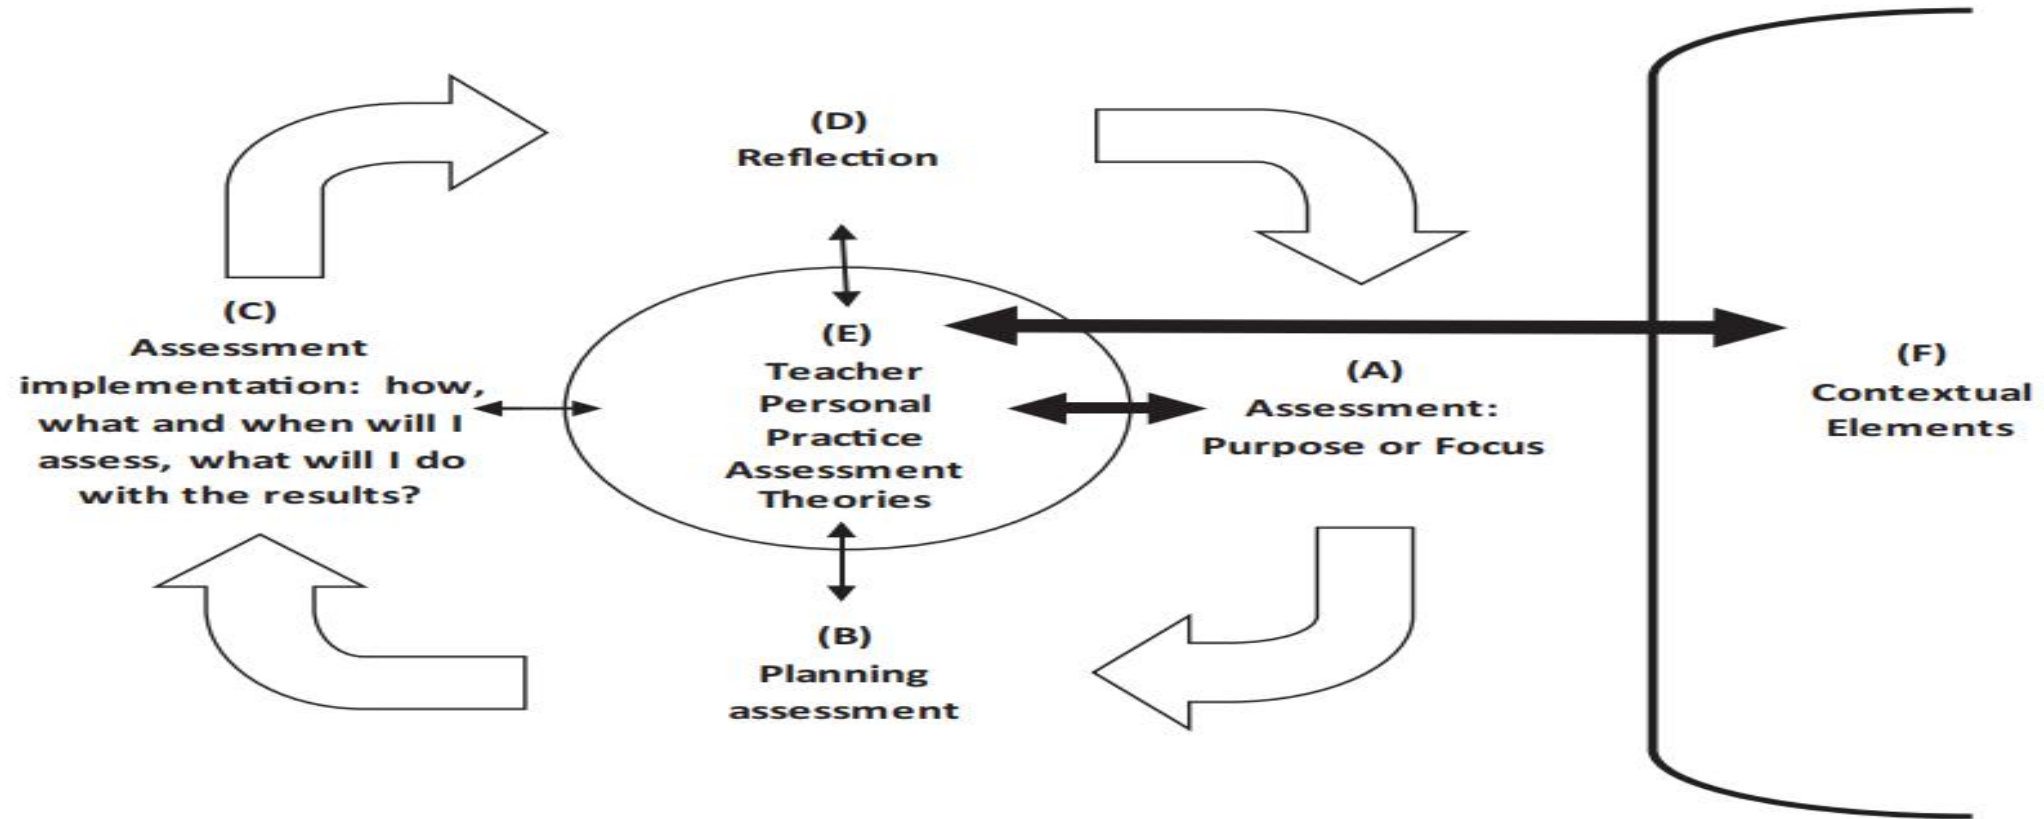 (D)
Reflection
(C)
Assessment
implementation: how,
what and when will I
assess, what will I do
with the results?
(E)
Teacher
Personal
Practice
Assessment
Theories
(A)
Assessment:
Purpose or Focus
(F)
Contextual
Elements
(B)
Planning
assessment